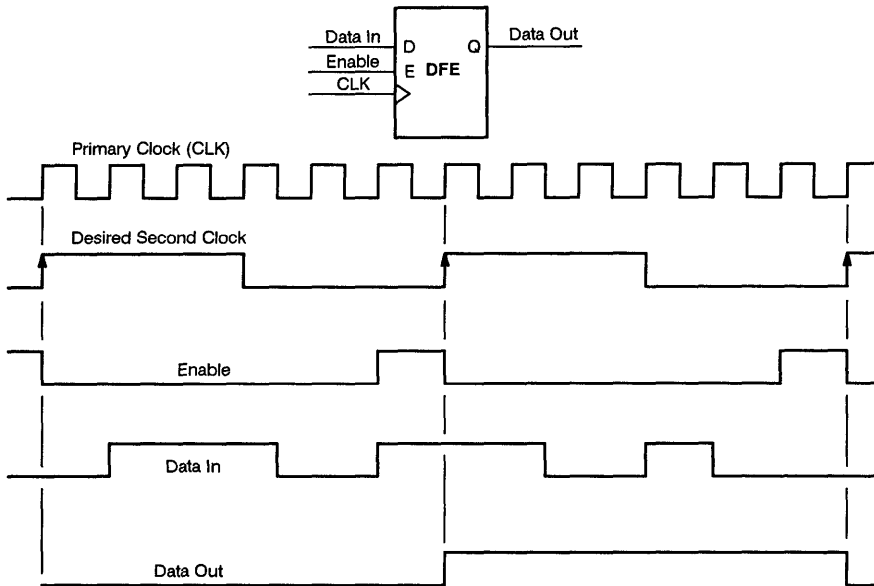 Data In
D
Q
Data Out
Enable
E
DFE
CLK
Primary Clock (CLK)
Desired Second Clock
Enable
Data In
Data Out